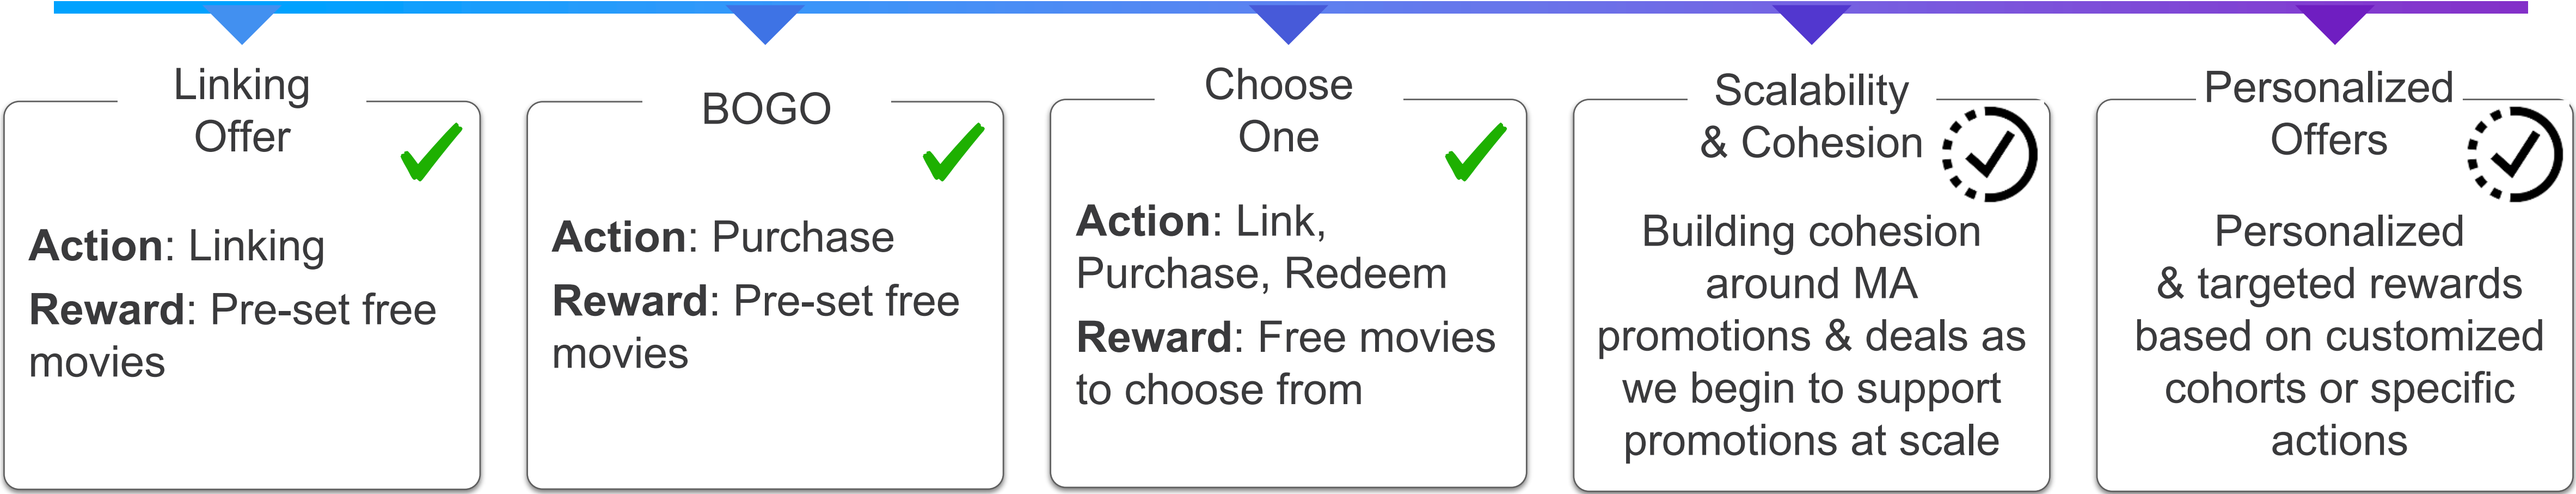 Linking
Offer
Action: Linking
Reward: Pre-set free
movies
BOGO
Action: Purchase
Reward: Pre-set free
movies
Choose
One
Action: Link,
Purchase, Redeem
Reward: Free movies
to choose from
Scalability
& Cohesion
Building cohesion
around MA
promotions & deals as
we begin to support
promotions at scale
Personalized
Offers
Personalized
& targeted rewards
based on customized
cohorts or specific
actions